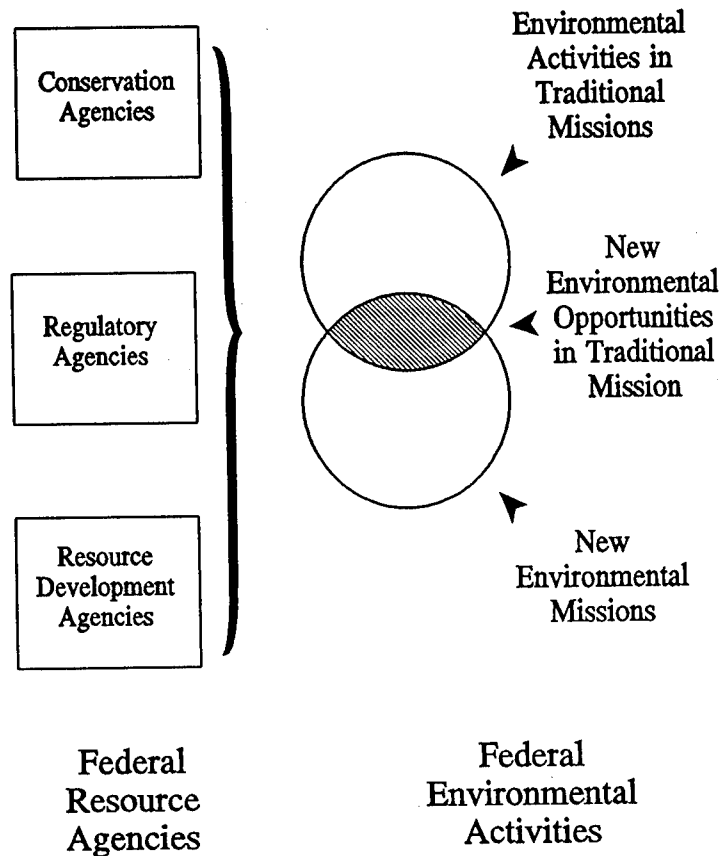 Conservation
Agencies
Regulatory
Agencies
Resource
Development
Agencies
Federal
Resource
Agencies
Environmental
Activities in
Traditional
Missions
New
Environmental
Opportunities
in Traditional
Mission
New
Environmental
Missions
Federal
Environmental
Activities